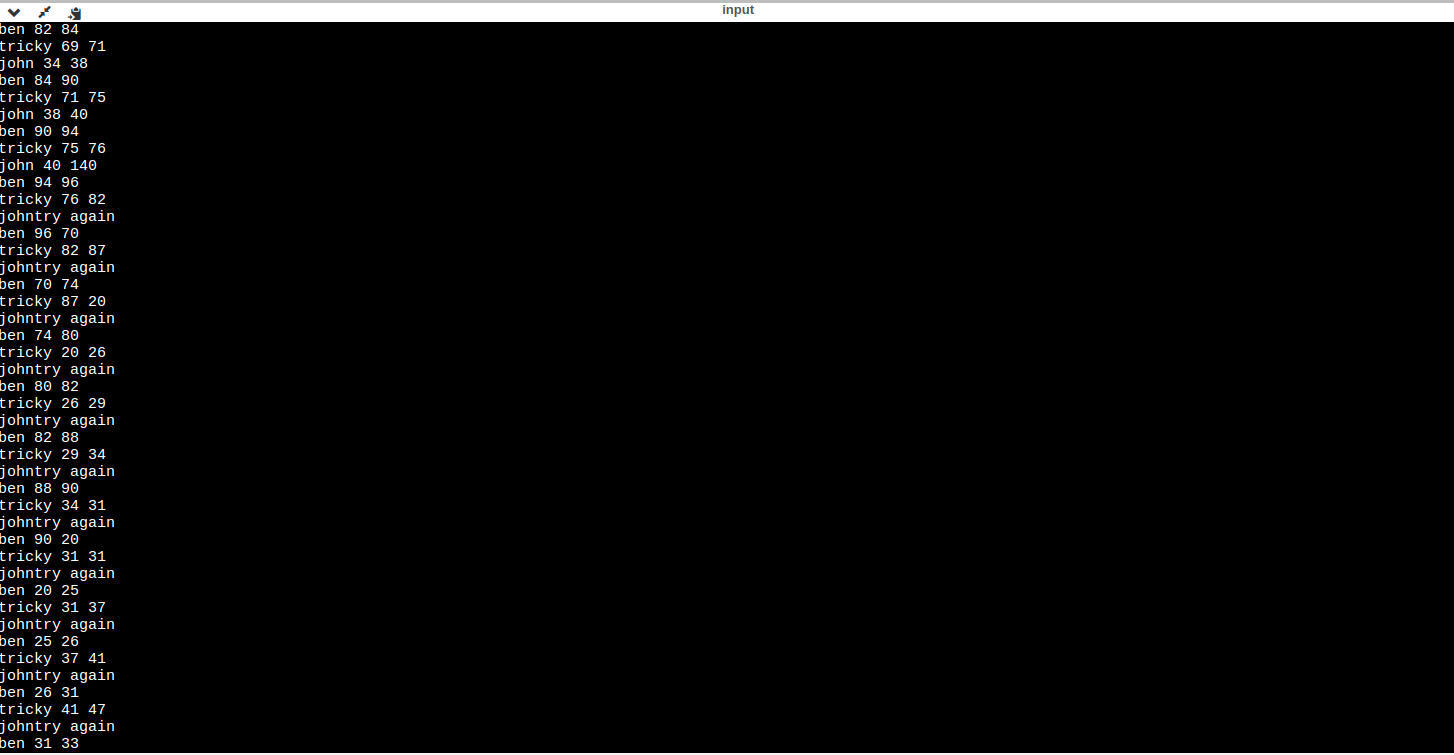 input
ben 82 84
tricky 69 71
john 34 38
ben 84 90
tricky 71 75
john 38 40
ben 90 94
tricky 75 76
john 40 140
ben 94 96
tricky 76 82
johntry again
ben 96 70
tricky 82 87
johntry again
ben 70 74
tricky 87 20
johntry again
ben 74 80
tricky 20 26
johntry again
ben 80 82
tricky 26 29
johntry again
ben 82 88
tricky 29 34
johntry again
ben 88 90
tricky 34 31
johntry again
ben 90 20
tricky 31 31
johntry again
ben 20 25
tricky 31 37
johntry again
ben 25 26
tricky 37 41
johntry again
ben 26 31
tricky 41 47
johntry again
ben 31 33